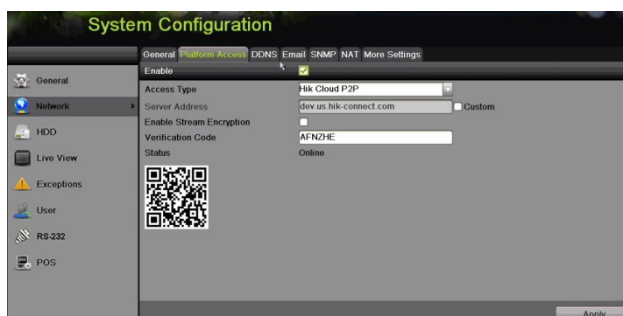 System Configuration
General Platform Access DDNS Email SNMP NAT More Settings
Enable
General
Access Type Hik Cloud P2P
Network
Server Address dev.us.hik-connect.com Custom
Enable Stream Encryption
HDD
Verification Code AFNZHE
Live View
Status Online
Exceptions
User
RS-232
POS
Apply